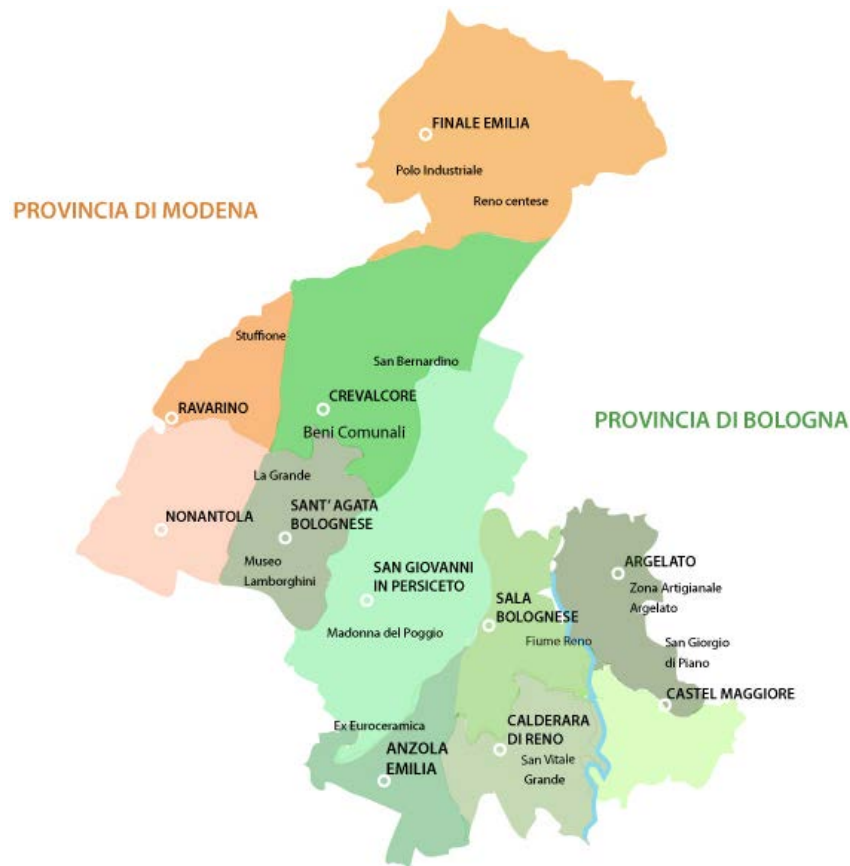 FINALE EMILIA
Polo Industriale
Reno centese
PROVINCIA DI MODENA
Stuffione
San Bernardino
CREVALCORE
RAVARINO
Beni Comunali
PROVINCIA DI BOLOGNA
La Grande
SANT' AGATA
BOLOGNESE
NONANTOLA
Museo
Lamborghini
SAN GIOVANNI
IN PERSICETO
Madonna del Poggio
ARGELATO
Zona Artigianale
Argelato
SALA
BOLOGNESE
Fiume Reno
San Giorgio
di Piano
CASTEL MAGGIORE
Ex Euroceramica
ANZOLA
EMILIA
CALDERARA
DI RENO
San Vitale
Grande